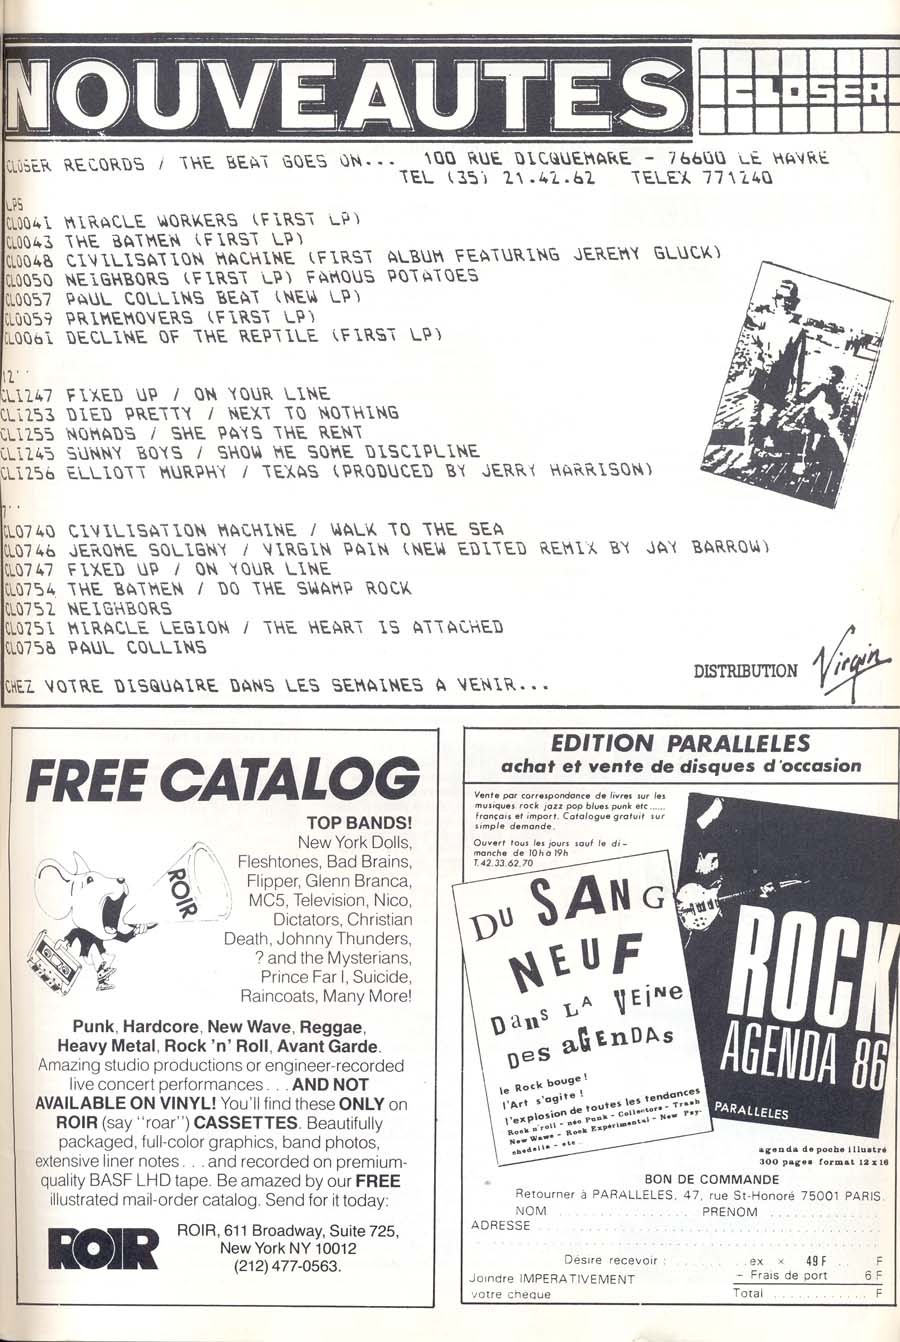 NOUVEAUTES
CLOSER
CLOSER RECORDS / THE BEAT GOES ON... 100 RUE DICQUEMARE - 76600 LE HAVRE
TEL (35) 21.42.62 TELEX 771240
LPS
CL0041 MIRACLE WORKERS (FIRST LP)
CL0043 THE BATMEN (FIRST LP)
CL0048 CIVILISATION MACHINE (FIRST ALBUM FEATURING JEREMY GLUCK)
CL0050 NEIGHBORS (FIRST LP) FAMOUS POTATOES
CL0057 PAUL COLLINS BEAT (NEW LP)
CL0059 PRIMEMOVERS (FIRST LP)
CL0061 DECLINE OF THE REPTILE (FIRST LP)
12''
CL1247 FIXED UP / ON YOUR LINE
CL1253 DIED PRETTY / NEXT TO NOTHING
CL1255 NOMADS / SHE PAYS THE RENT
CL1245 SUNNY BOYS / SHOW ME SOME DISCIPLINE
CL1256 ELLIOTT MURPHY / TEXAS (PRODUCED BY JERRY HARRISON)
7''
CL0740 CIVILISATION MACHINE / WALK TO THE SEA
CL0746 JEROME SOLIGNY / VIRGIN PAIN (NEW EDITED REMIX BY JAY BARROW)
CL0747 FIXED UP / ON YOUR LINE
CL0754 THE BATMEN / DO THE SWAMP ROCK
CL0752 NEIGHBORS
CL0751 MIRACLE LEGION / THE HEART IS ATTACHED
CL0758 PAUL COLLINS
CHEZ VOTRE DISQUAIRE DANS LES SEMAINES A VENIR...
DISTRIBUTION Virgin
FREE CATALOG
TOP BANDS!
New York Dolls,
Fleshtones, Bad Brains,
Flipper, Glenn Branca,
MC5, Television, Nico,
Dictators, Christian
Death, Johnny Thunders,
? and the Mysterians,
Prince Far I, Suicide,
Raincoats, Many More!
ROIR
Punk, Hardcore, New Wave, Reggae,
Heavy Metal, Rock 'n' Roll, Avant Garde.
Amazing studio productions or engineer-recorded
live concert performances . . . AND NOT
AVAILABLE ON VINYL! You'll find these ONLY on
ROIR (say "roar") CASSETTES. Beautifully
packaged, full-color graphics, band photos,
extensive liner notes . . . and recorded on premium-
quality BASF LHD tape. Be amazed by our FREE
illustrated mail-order catalog. Send for it today:
ROIR
ROIR, 611 Broadway, Suite 725,
New York NY 10012
(212) 477-0563.
EDITION PARALLELES
achat et vente de disques d'occasion
Vente par correspondance de livres sur les
musiques rock jazz pop blues punk etc......
français et import. Catalogue gratuit sur
simple demande.
Ouvert tous les jours sauf le di-
manche de 10h à 19h
T.42.33.62.70
DU SANG
NEUF
Dans LA VEiNe
Des aGENDAs
le Rock bouge !
l'Art s'agite !
l'explosion de toutes les tendances
Rock n'roll - néo Punk - Collectors - Trash
New Wave - Rock Expérimental - New Psy-
chedelia - etc...
ROCK
AGENDA 86
PARALLELES
agenda de poche illustré
300 pages format 12 x 16
BON DE COMMANDE
Retourner à PARALLELES, 47, rue St-Honoré 75001 PARIS.
NOM . . . . . . . . . . . . . . . PRENOM . . . . . . . . . . . . . .
ADRESSE . . . . . . . . . . . . . . . . . . . . . . . . . . . . . .
Désire recevoir : . . . . . . . . . . ex × 49 F . . . F
Joindre IMPERATIVEMENT - Frais de port 6 F
votre chèque Total . . . . . . . . . . . . F